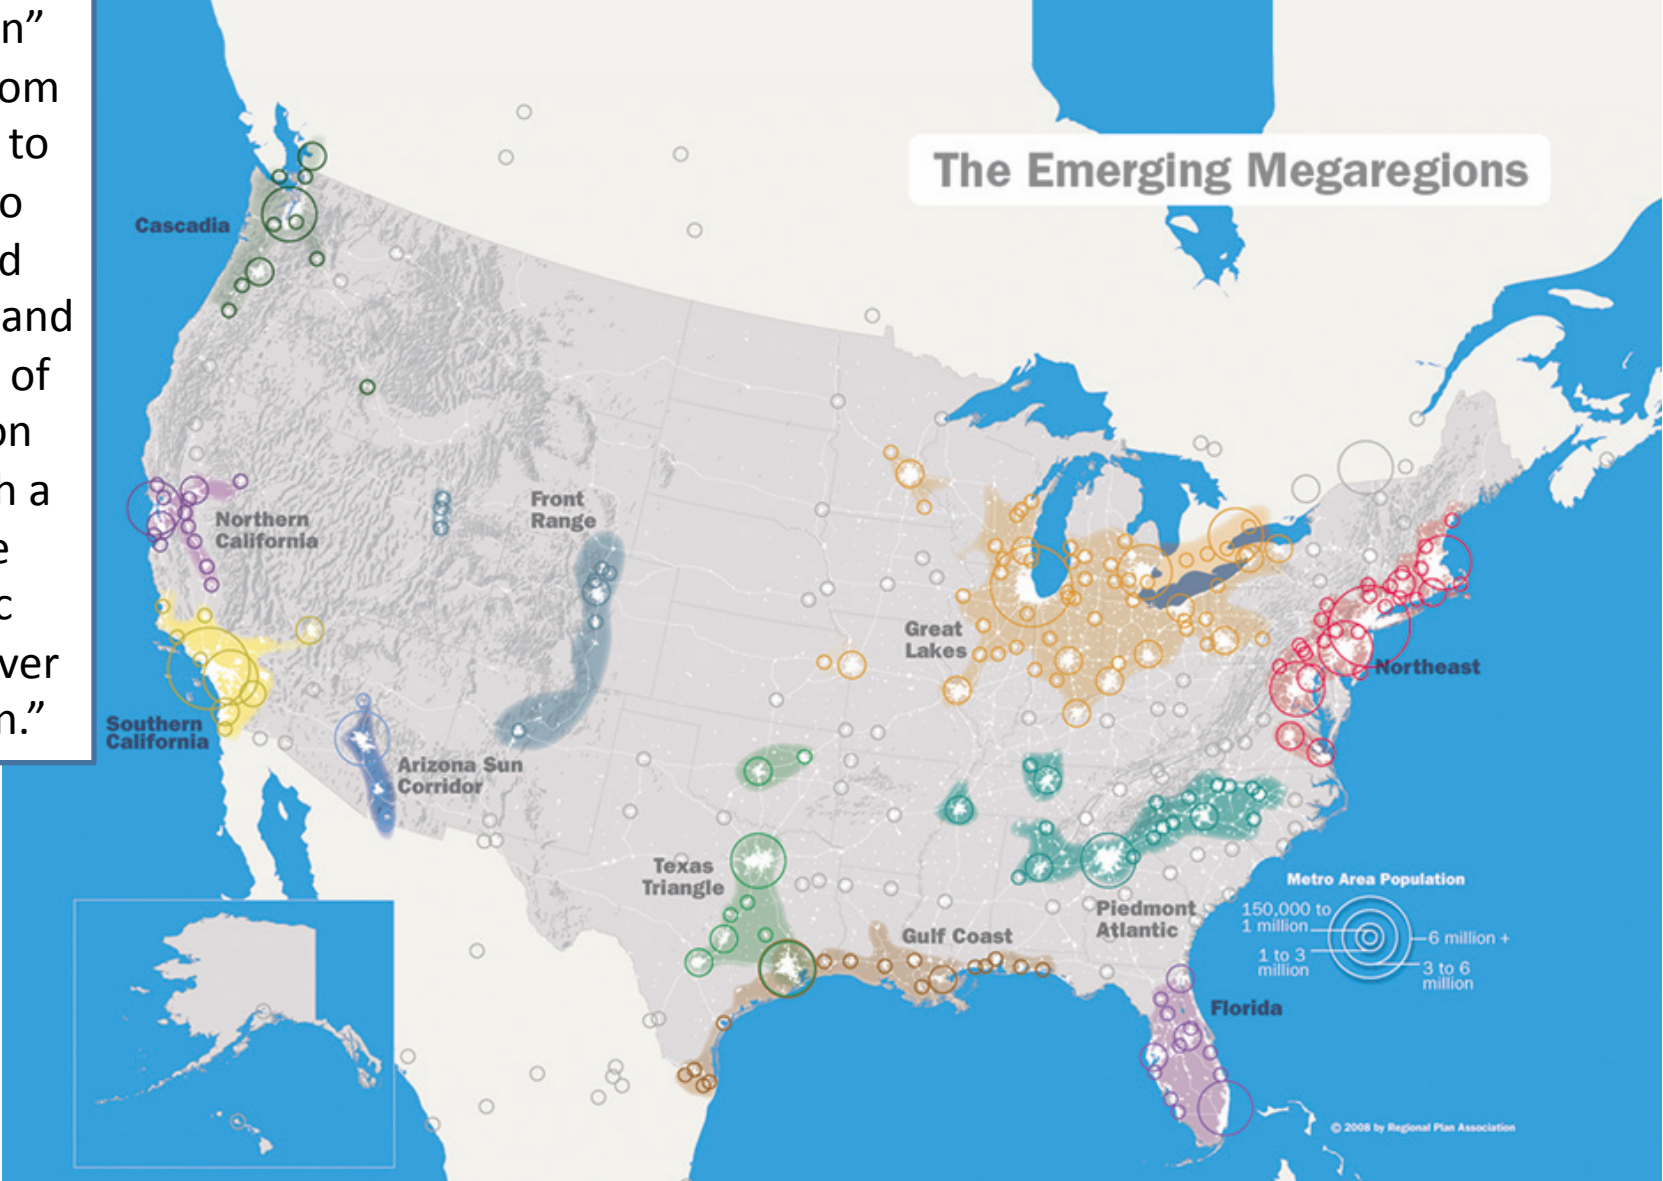 n”
om
to
o
d
and
of
on
h a
e
c
ver
n.”
The Emerging Megaregions
Cascadia
Northern
California
Front
Range
Great
Lakes
Northeast
Southern
California
Arizona Sun
Corridor
Texas
Triangle
Gulf Coast
Piedmont
Atlantic
Florida
Metro Area Population
150,000 to
1 million
1 to 3
million
6 million +
3 to 6
million
© 2008 by Regional Plan Association